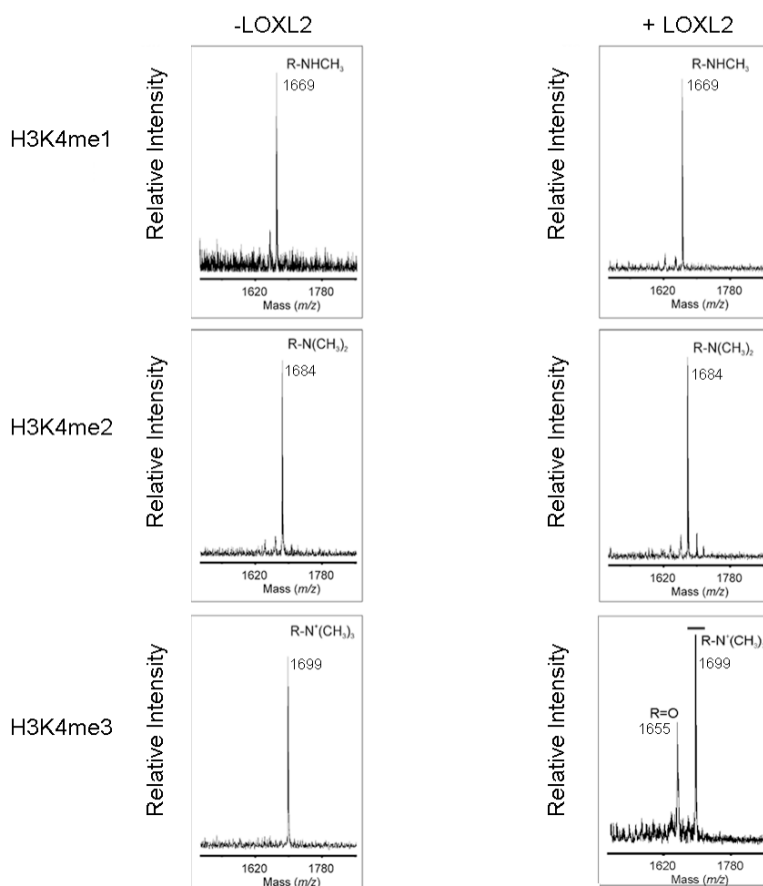 -LOXL2
+ LOXL2
H3K4me1
Relative Intensity
R-NHCH₃
1669
1620 1780
Mass (m/z)
Relative Intensity
R-NHCH₃
1669
1620 1780
Mass (m/z)
H3K4me2
Relative Intensity
R-N(CH₃)₂
1684
1620 1780
Mass (m/z)
Relative Intensity
R-N(CH₃)₂
1684
1620 1780
Mass (m/z)
H3K4me3
Relative Intensity
R-N⁺(CH₃)₃
1699
1620 1780
Mass (m/z)
Relative Intensity
R-N⁺(CH₃)
1699
R=O
1655
1620 1780
Mass (m/z)